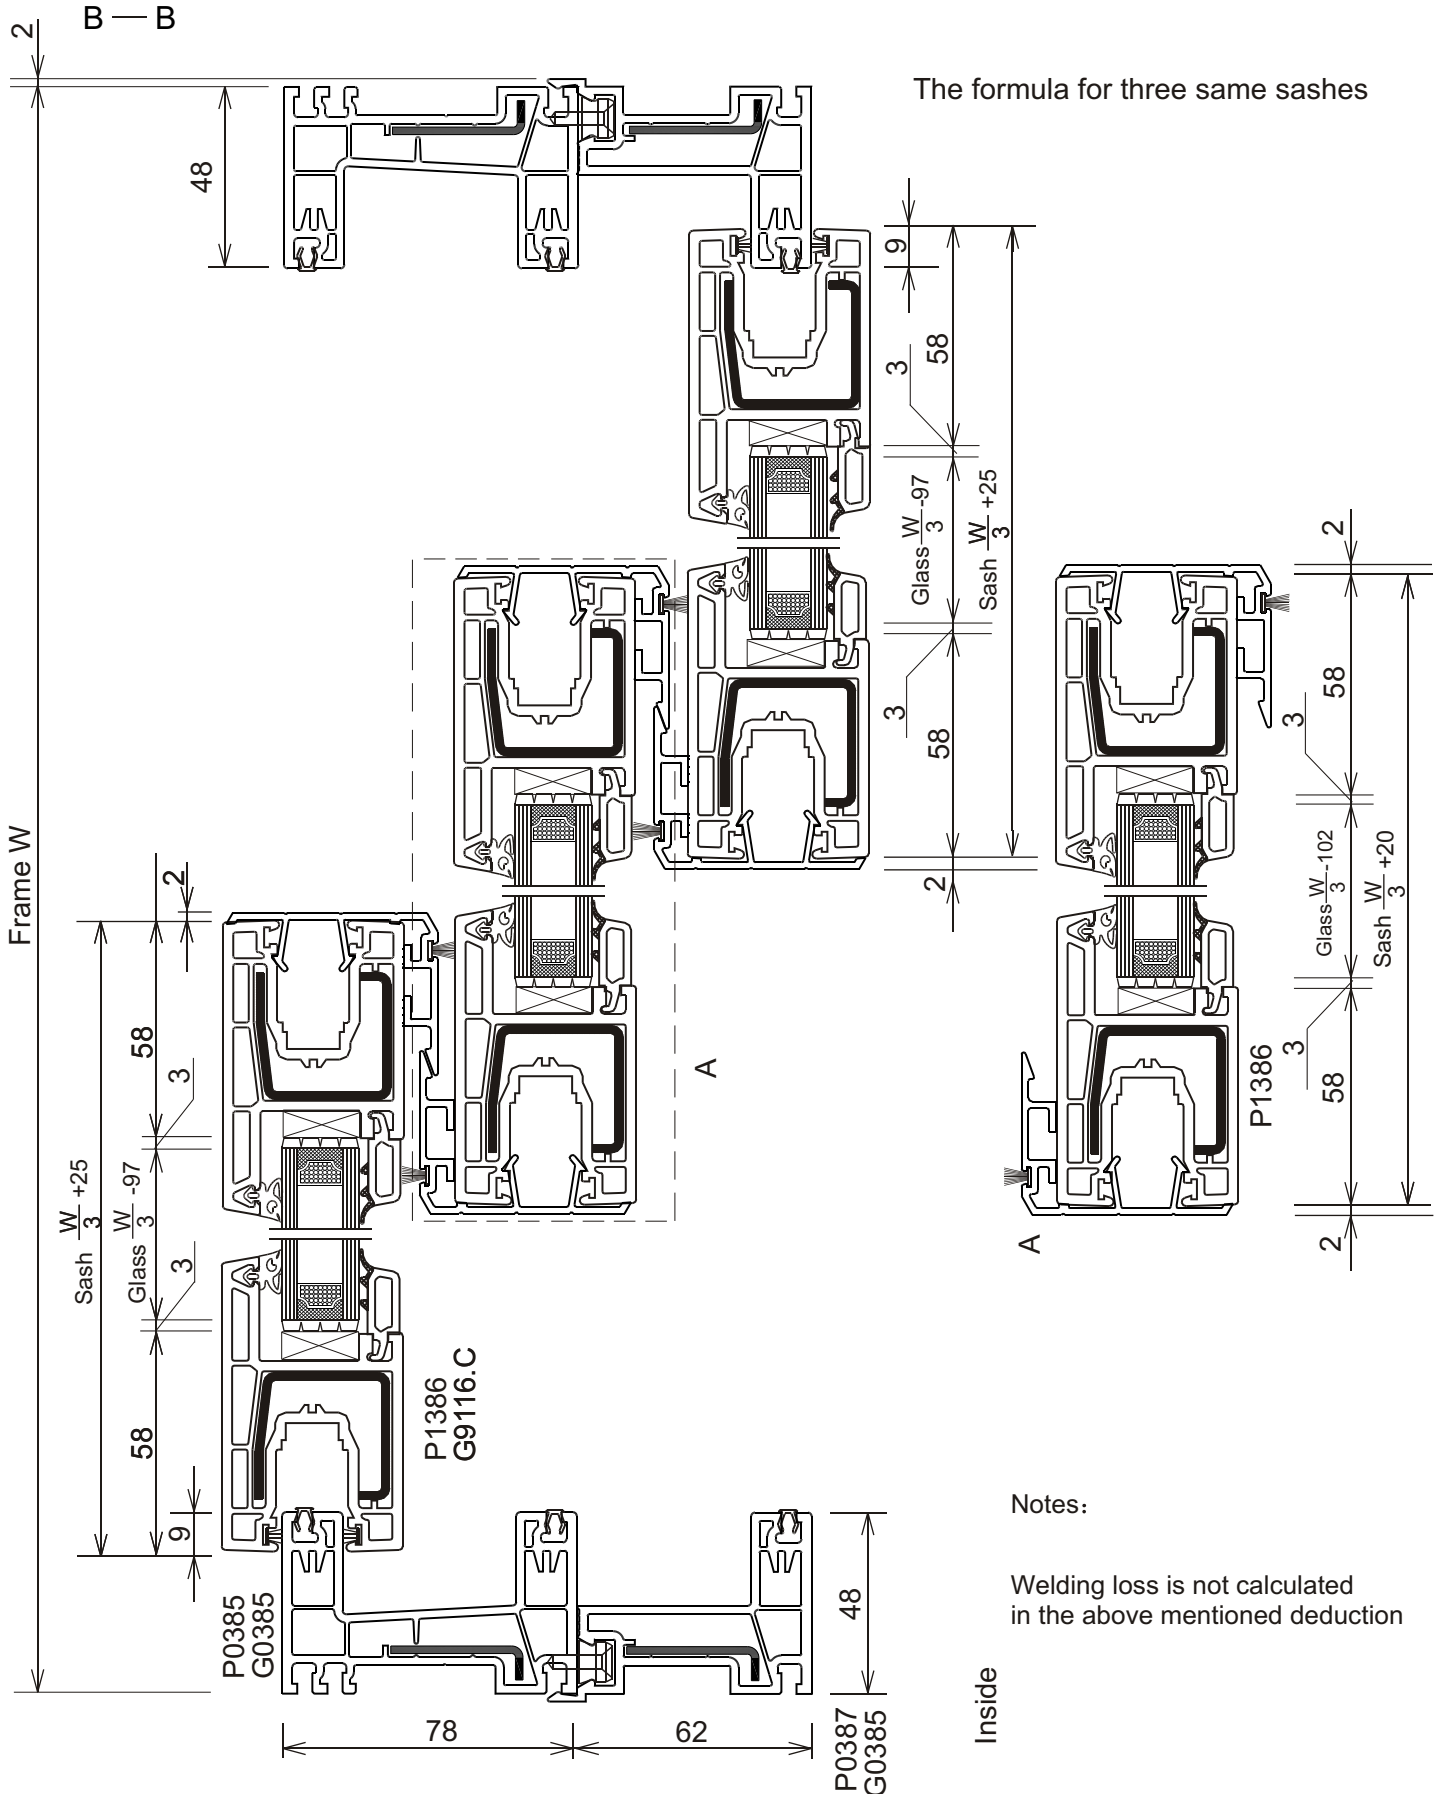 B — B
2
The formula for three same sashes
48
9
58
3
Glass W/3 -97
Sash W/3 +25
3
58
2
2
58
3
Glass W/3 -102
Sash W/3 +20
3
58
2
P1386
A
A
Frame W
2
58
3
Sash W/3 +25
Glass W/3 -97
3
58
9
P1386
G9116.C
P0385
G0385
48
78
62
P0387
G0385
Inside
Notes：
Welding loss is not calculated
in the above mentioned deduction